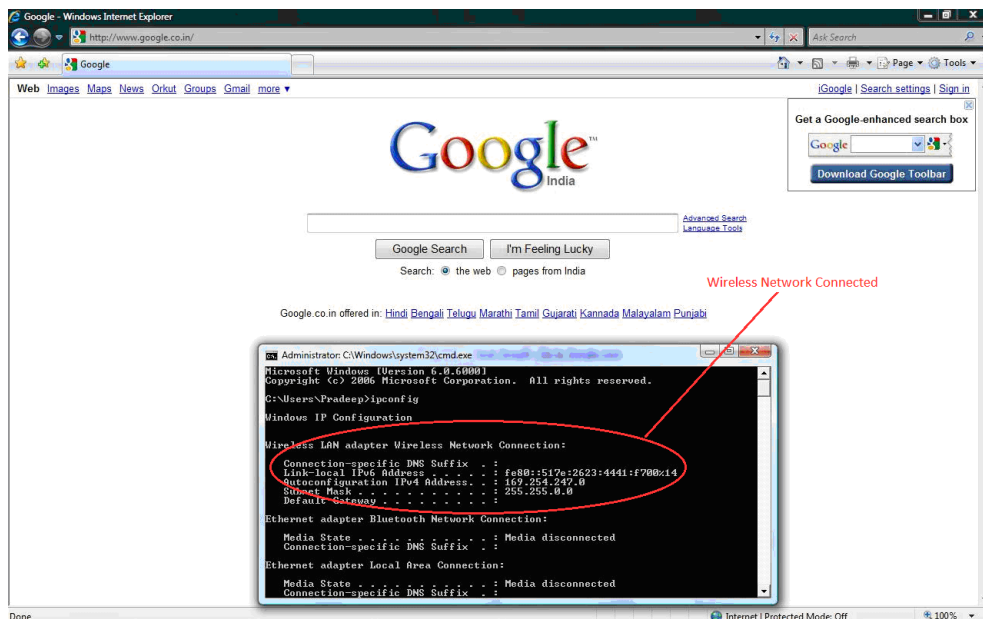 Google - Windows Internet Explorer
http://www.google.co.in/
Ask Search
Google
Page Tools
Web Images Maps News Orkut Groups Gmail more ▼
iGoogle | Search settings | Sign in
Get a Google-enhanced search box
Google
Download Google Toolbar
Google™
India
Advanced Search
Language Tools
Google Search I'm Feeling Lucky
Search: the web pages from India
Wireless Network Connected
Google.co.in offered in: Hindi Bengali Telugu Marathi Tamil Gujarati Kannada Malayalam Punjabi
Administrator: C:\Windows\system32\cmd.exe
Microsoft Windows [Version 6.0.6000]
Copyright (c) 2006 Microsoft Corporation. All rights reserved.
C:\Users\Pradeep>ipconfig
Windows IP Configuration
Wireless LAN adapter Wireless Network Connection:
Connection-specific DNS Suffix . :
Link-local IPv6 Address . . . . . : fe80::517e:2623:4441:f700%14
Autoconfiguration IPv4 Address. . : 169.254.247.0
Subnet Mask . . . . . . . . . . . : 255.255.0.0
Default Gateway . . . . . . . . . :
Ethernet adapter Bluetooth Network Connection:
Media State . . . . . . . . . . . : Media disconnected
Connection-specific DNS Suffix . :
Ethernet adapter Local Area Connection:
Media State . . . . . . . . . . . : Media disconnected
Connection-specific DNS Suffix . :
Done
Internet | Protected Mode: Off
100%